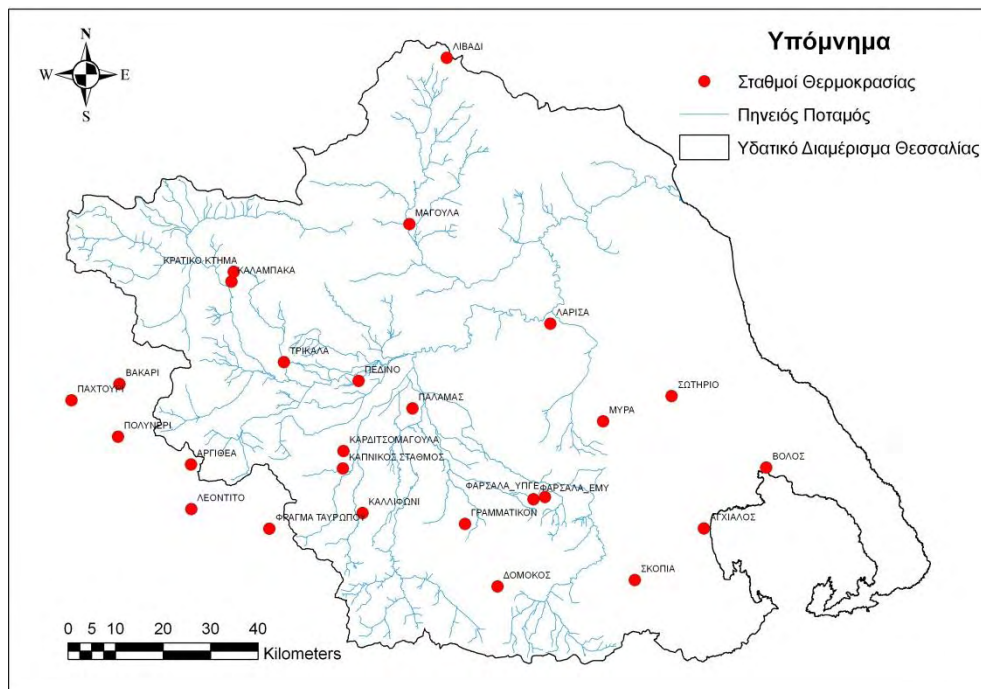 N
W E
S
Υπόμνημα
Σταθμοί Θερμοκρασίας
Πηνειός Ποταμός
Υδατικό Διαμέρισμα Θεσσαλίας
ΛΙΒΑΔΙ
ΜΑΓΟΥΛΑ
ΚΡΑΤΙΚΟ ΚΤΗΜΑ
ΚΑΛΑΜΠΑΚΑ
ΛΑΡΙΣΑ
ΤΡΙΚΑΛΑ
ΠΕΔΙΝΟ
ΒΑΚΑΡΙ
ΠΑΧΤΟΥΡΙ
ΣΩΤΗΡΙΟ
ΠΑΛΑΜΑΣ
ΜΥΡΑ
ΠΟΛΥΝΕΡΙ
ΚΑΡΔΙΤΣΟΜΑΓΟΥΛΑ
ΑΡΓΙΘΕΑ
ΚΑΠΝΙΚΟΣ ΣΤΑΘΜΟΣ
ΒΟΛΟΣ
ΦΑΡΣΑΛΑ_ΥΠΓΕ
ΦΑΡΣΑΛΑ_ΕΜΥ
ΛΕΟΝΤΙΤΟ
ΚΑΛΛΙΦΩΝΙ
ΓΡΑΜΜΑΤΙΚΟΝ
ΦΡΑΓΜΑ ΤΑΥΡΩΠΟΥ
ΑΓΧΙΑΛΟΣ
ΔΟΜΟΚΟΣ
ΣΚΟΠΙΑ
0 5 10 20 30 40
Kilometers